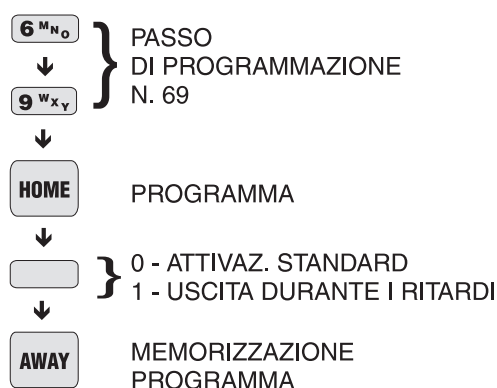 6 MNO
PASSO
DI PROGRAMMAZIONE
N. 69
9 WXY
HOME
PROGRAMMA
0 - ATTIVAZ. STANDARD
1 - USCITA DURANTE I RITARDI
AWAY
MEMORIZZAZIONE
PROGRAMMA